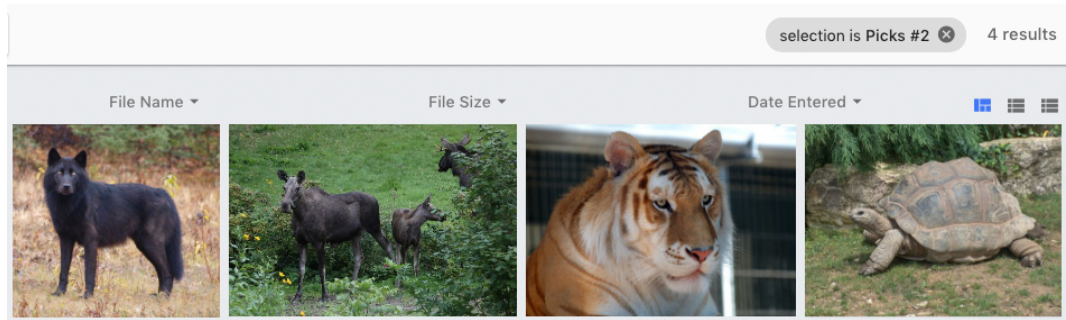 selection is Picks #2
4 results
File Name
File Size
Date Entered